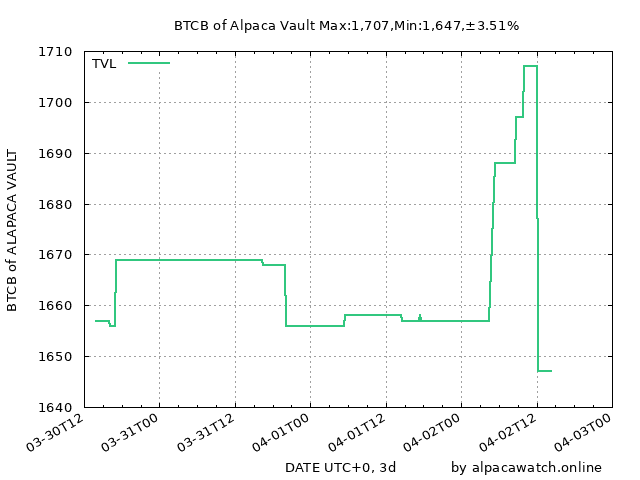 BTCB of Alpaca Vault Max:1,707,Min:1,647,±3.51%
TVL
1710
1700
1690
1680
1670
1660
1650
1640
BTCB of ALAPACA VAULT
03-30T12
03-31T00
03-31T12
04-01T00
04-01T12
04-02T00
04-02T12
04-03T00
DATE UTC+0, 3d
by alpacawatch.online